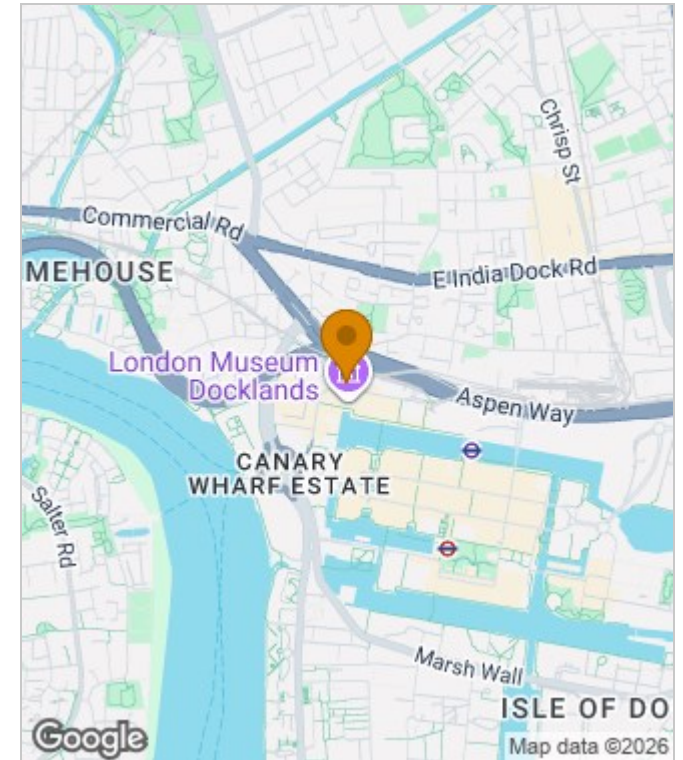 Chrisp St
Commercial Rd
MEHOUSE
E India Dock Rd
London Museum
Docklands
Aspen Way
CANARY
WHARF ESTATE
Salter Rd
Marsh Wall
ISLE OF DO
Google
Map data ©2026